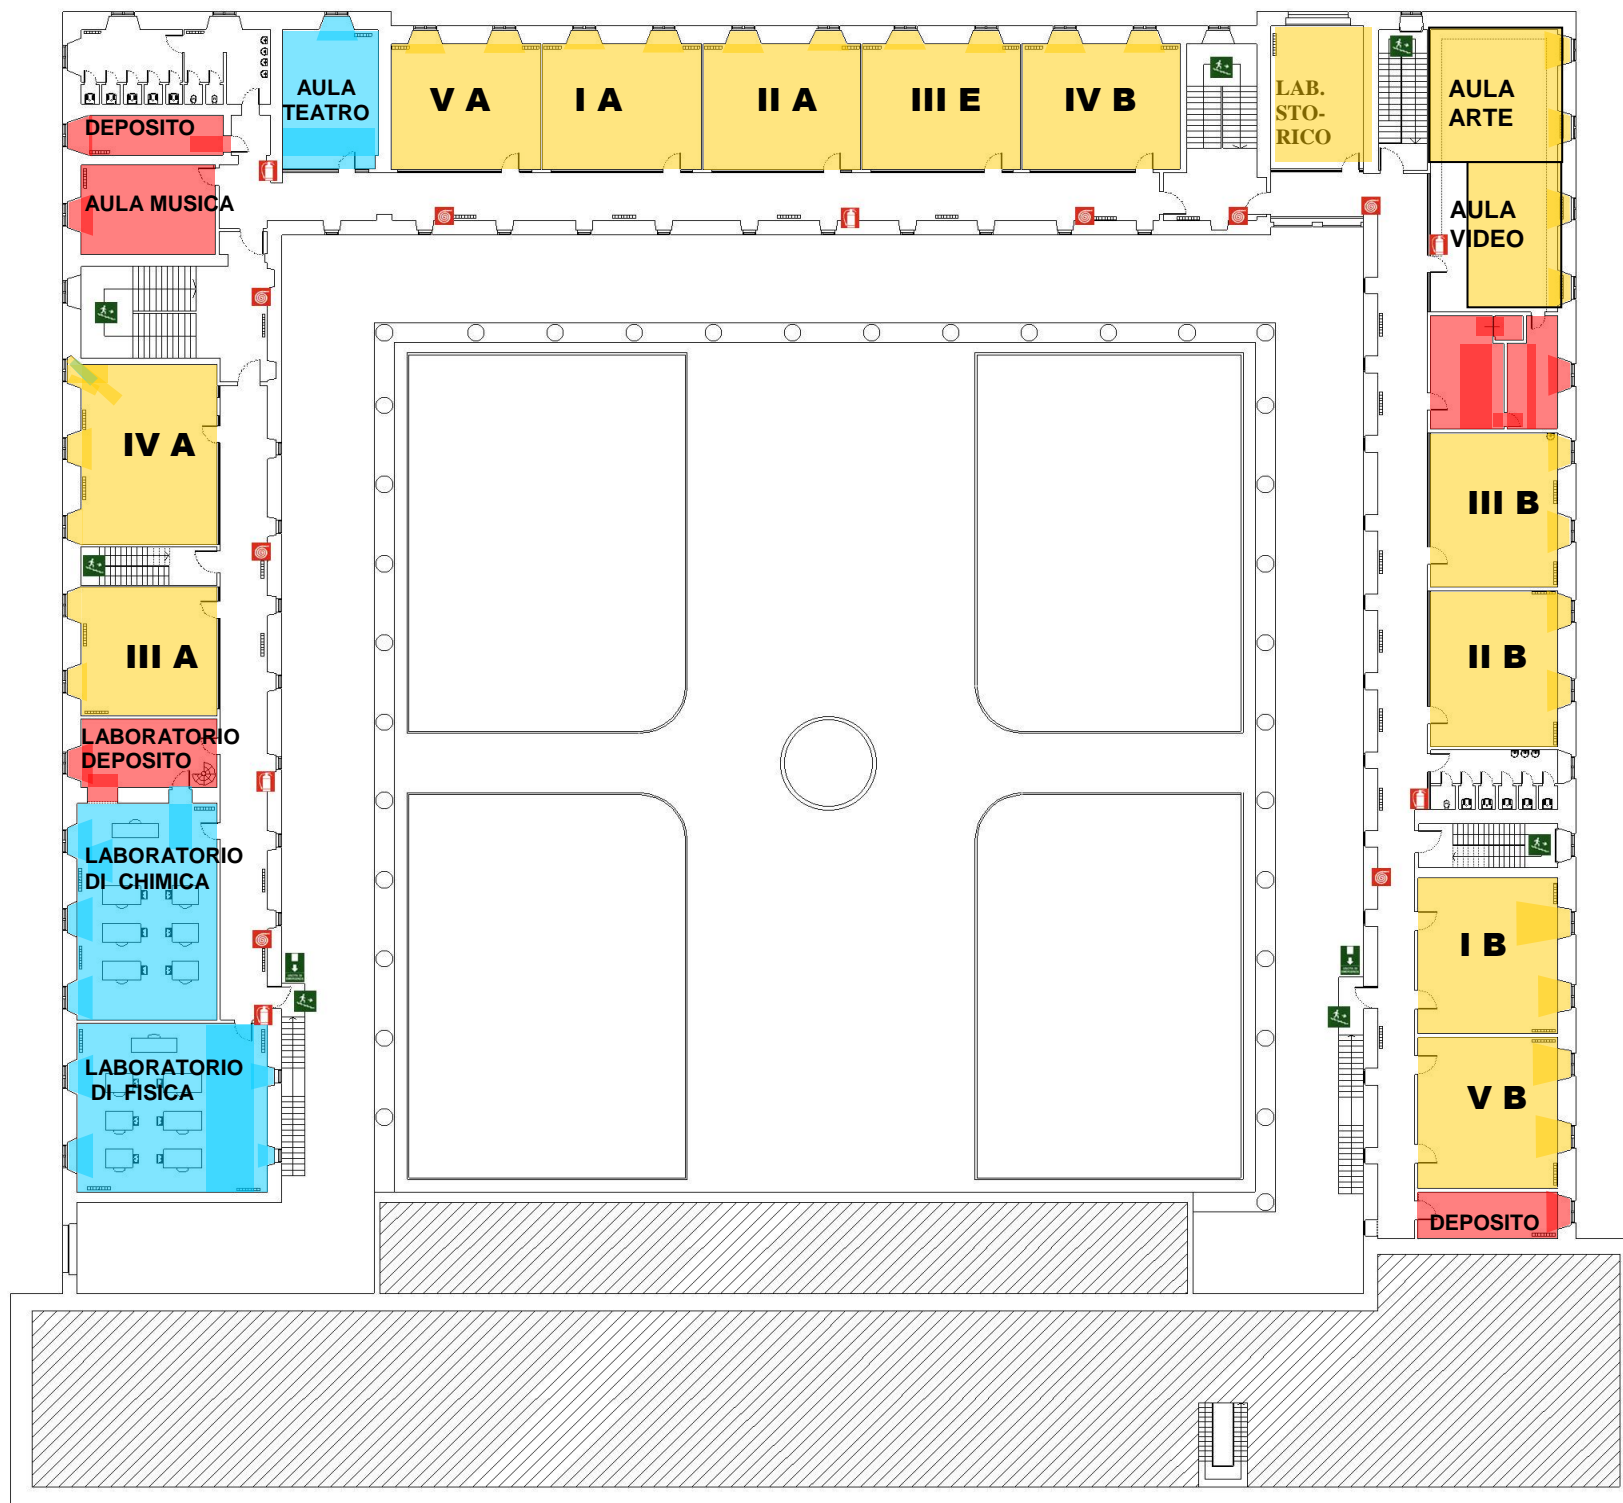 AULA
TEATRO
V A
I A
II A
III E
IV B
LAB.
STO-
RICO
AULA
ARTE
DEPOSITO
AULA MUSICA
AULA
VIDEO
IV A
III B
III A
II B
LABORATORIO
DEPOSITO
LABORATORIO
DI CHIMICA
I B
LABORATORIO
DI FISICA
V B
DEPOSITO